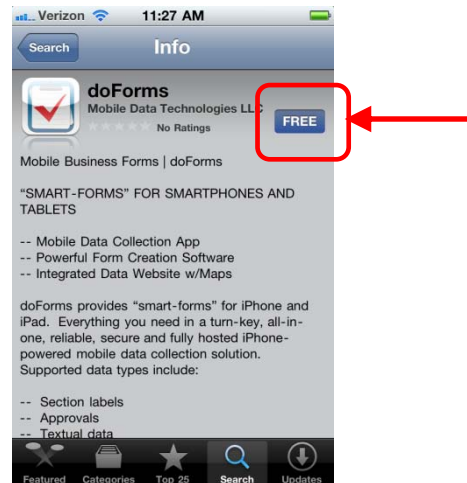 Verizon 11:27 AM
Search Info
doForms
Mobile Data Technologies LLC
No Ratings
FREE
Mobile Business Forms | doForms
“SMART-FORMS” FOR SMARTPHONES AND
TABLETS
-- Mobile Data Collection App
-- Powerful Form Creation Software
-- Integrated Data Website w/Maps
doForms provides “smart-forms” for iPhone and
iPad. Everything you need in a turn-key, all-in-
one, reliable, secure and fully hosted iPhone-
powered mobile data collection solution.
Supported data types include:
-- Section labels
-- Approvals
-- Textual data
Featured Categories Top 25 Search Updates